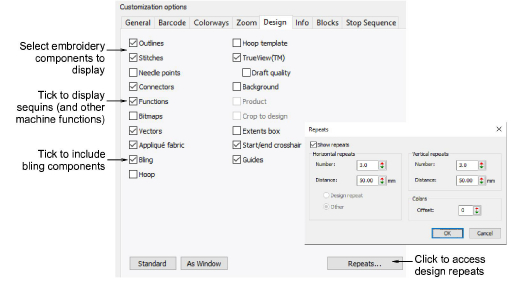 Customization options
General Barcode Colorways Zoom Design Info Blocks Stop Sequence
Select embroidery
components to
display
Outlines
Stitches
Needle points
Connectors
Tick to display
sequins (and other
machine functions)
Functions
Bitmaps
Vectors
Appliqué fabric
Tick to include
bling components
Bling
Hoop
Hoop template
TrueView(TM)
Draft quality
Background
Product
Crop to design
Extents box
Start/end crosshair
Guides
Repeats
Show repeats
Horizontal repeats
Number:
Distance: 50.00 mm
Design repeat
Other
Vertical repeats
Number:
Distance: 50.00 mm
Colors
Offset: 0
OK Cancel
Standard As Window Repeats...
Click to access
design repeats